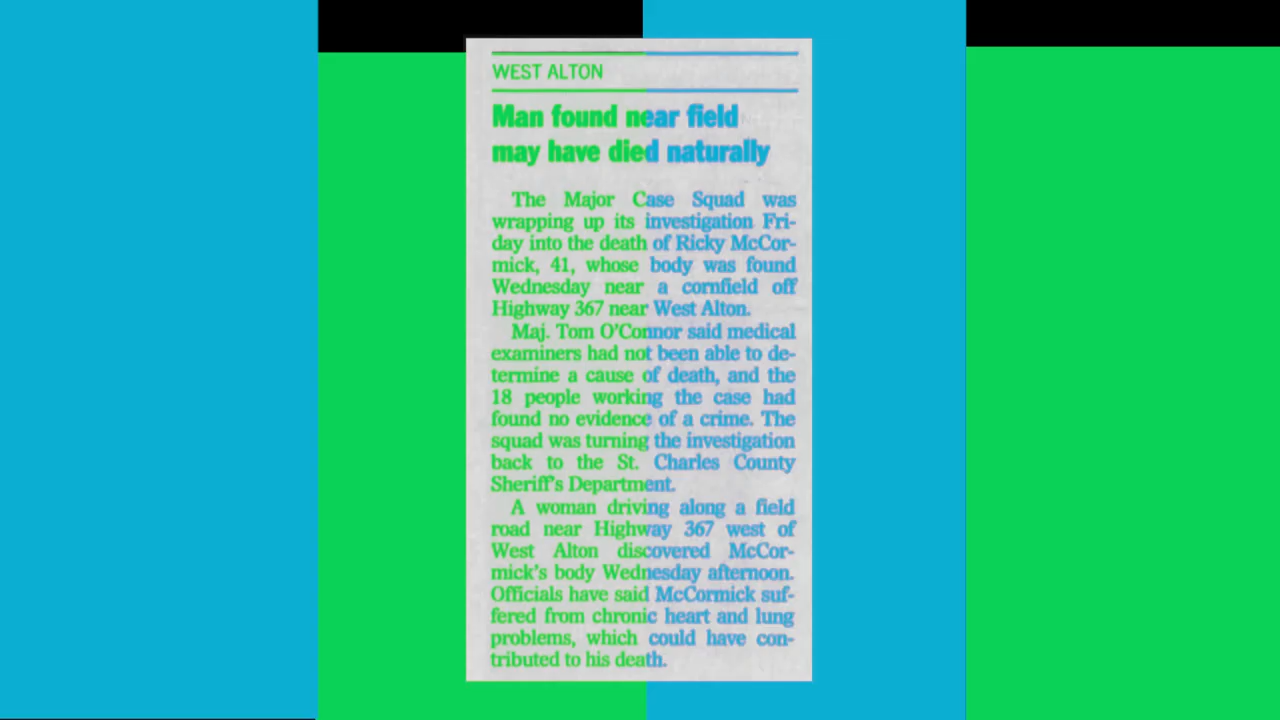 WEST ALTON
Man found near field
may have died naturally
The Major Case Squad was
wrapping up its investigation Fri-
day into the death of Ricky McCor-
mick, 41, whose body was found
Wednesday near a cornfield off
Highway 367 near West Alton.
Maj. Tom O'Connor said medical
examiners had not been able to de-
termine a cause of death, and the
18 people working the case had
found no evidence of a crime. The
squad was turning the investigation
back to the St. Charles County
Sheriff's Department.
A woman driving along a field
road near Highway 367 west of
West Alton discovered McCor-
mick's body Wednesday afternoon.
Officials have said McCormick suf-
fered from chronic heart and lung
problems, which could have con-
tributed to his death.